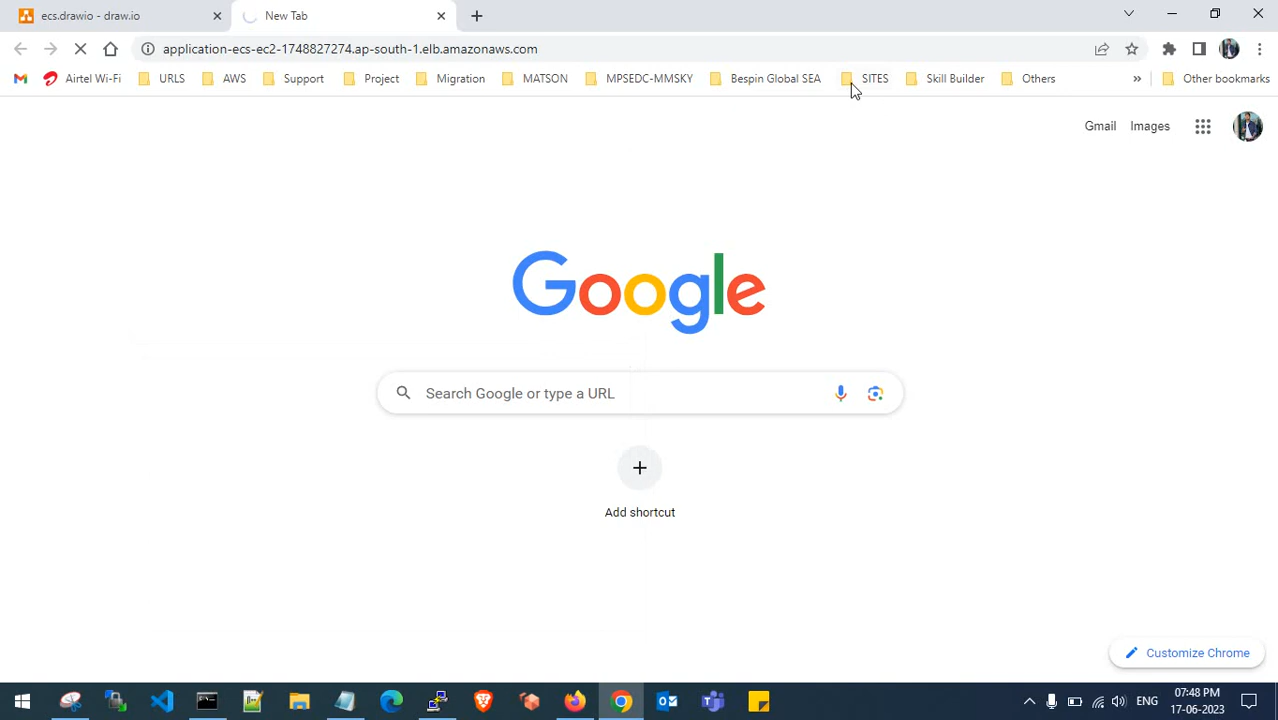 ecs.drawio - draw.io
New Tab
application-ecs-ec2-1748827274.ap-south-1.elb.amazonaws.com
Airtel Wi-Fi URLS AWS Support Project Migration MATSON MPSEDC-MMSKY Bespin Global SEA SITES Skill Builder Others » Other bookmarks
Gmail Images
Google
Search Google or type a URL
Add shortcut
Customize Chrome
ENG
07:48 PM
17-06-2023